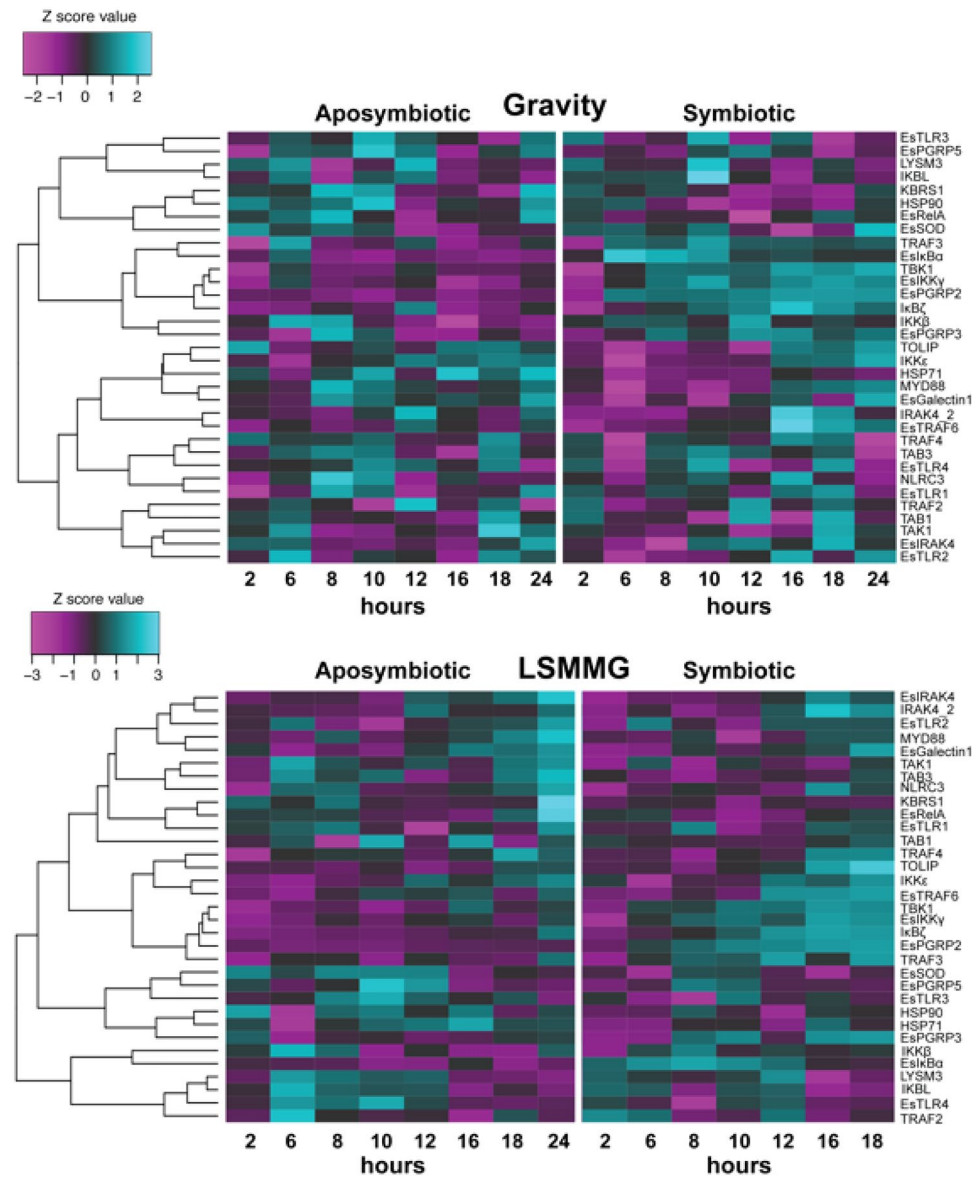 Z score value
−2 −1 0 1 2
Gravity
Aposymbiotic Symbiotic
EsTLR3
EsPGRP5
LYSM3
IKBL
KBRS1
HSP90
EsRelA
EsSOD
TRAF3
EsIκBα
TBK1
EsIKKγ
EsPGRP2
IκBζ
IKKβ
EsPGRP3
TOLIP
IKKε
HSP71
MYD88
EsGalectin1
IRAK4_2
EsTRAF6
TRAF4
TAB3
EsTLR4
NLRC3
EsTLR1
TRAF2
TAB1
TAK1
EsIRAK4
EsTLR2
2 6 8 10 12 16 18 24 2 6 8 10 12 16 18 24
hours hours
Z score value
−3 −1 0 1 3
LSMMG
Aposymbiotic Symbiotic
EsIRAK4
IRAK4_2
EsTLR2
MYD88
EsGalectin1
TAK1
TAB3
NLRC3
KBRS1
EsRelA
EsTLR1
TAB1
TRAF4
TOLIP
IKKε
EsTRAF6
TBK1
EsIKKγ
IκBζ
EsPGRP2
TRAF3
EsSOD
EsPGRP5
EsTLR3
HSP90
HSP71
EsPGRP3
IKKβ
EsIκBα
LYSM3
IKBL
EsTLR4
TRAF2
2 6 8 10 12 16 18 24 2 6 8 10 12 16 18
hours hours